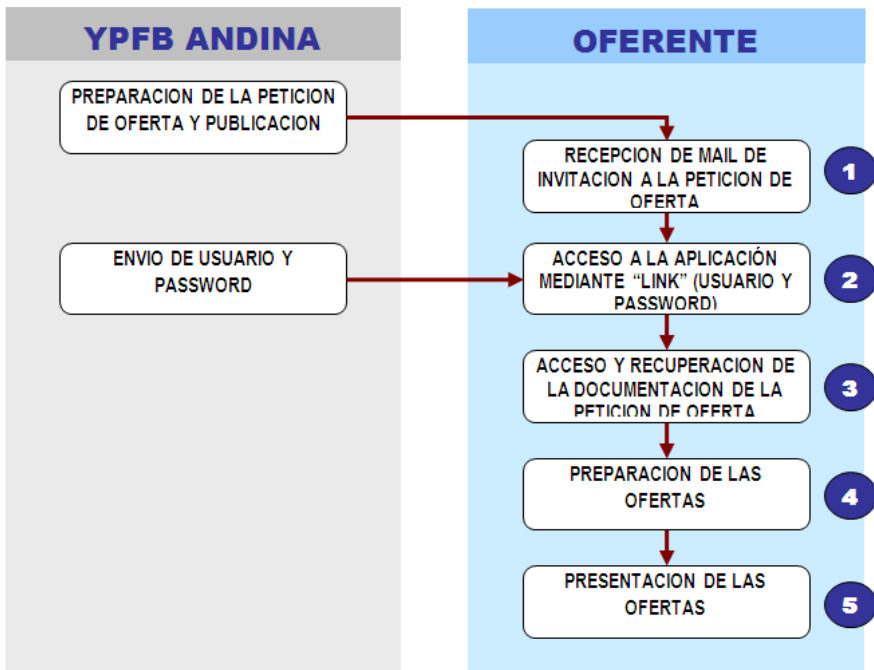 YPFB ANDINA
OFERENTE
PREPARACION DE LA PETICION
DE OFERTA Y PUBLICACION
RECEPCION DE MAIL DE
INVITACION A LA PETICION DE
OFERTA
1
ENVIO DE USUARIO Y
PASSWORD
ACCESO A LA APLICACIÓN
MEDIANTE “LINK” (USUARIO Y
PASSWORD)
2
ACCESO Y RECUPERACION DE
LA DOCUMENTACION DE LA
PETICION DE OFERTA
3
PREPARACION DE LAS
OFERTAS
4
PRESENTACION DE LAS
OFERTAS
5